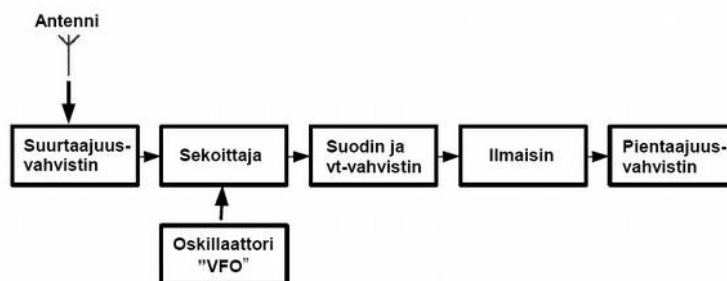 Antenni
Suurtaajuus-
vahvistin
Sekoittaja
Suodin ja
vt-vahvistin
Ilmaisin
Pientaajuus-
vahvistin
Oskillaattori
"VFO"